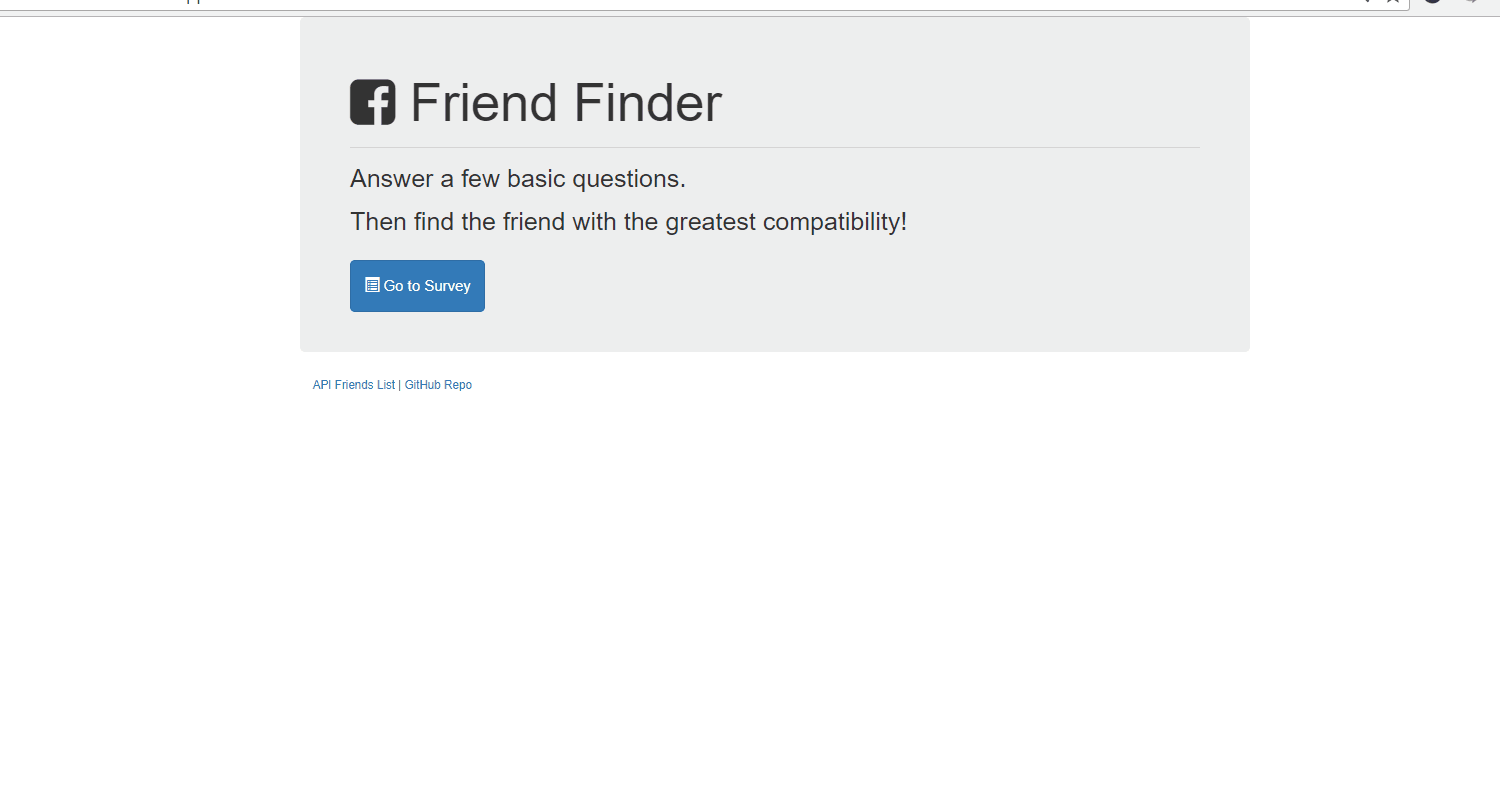 Friend Finder
Answer a few basic questions.
Then find the friend with the greatest compatibility!
Go to Survey
API Friends List | GitHub Repo